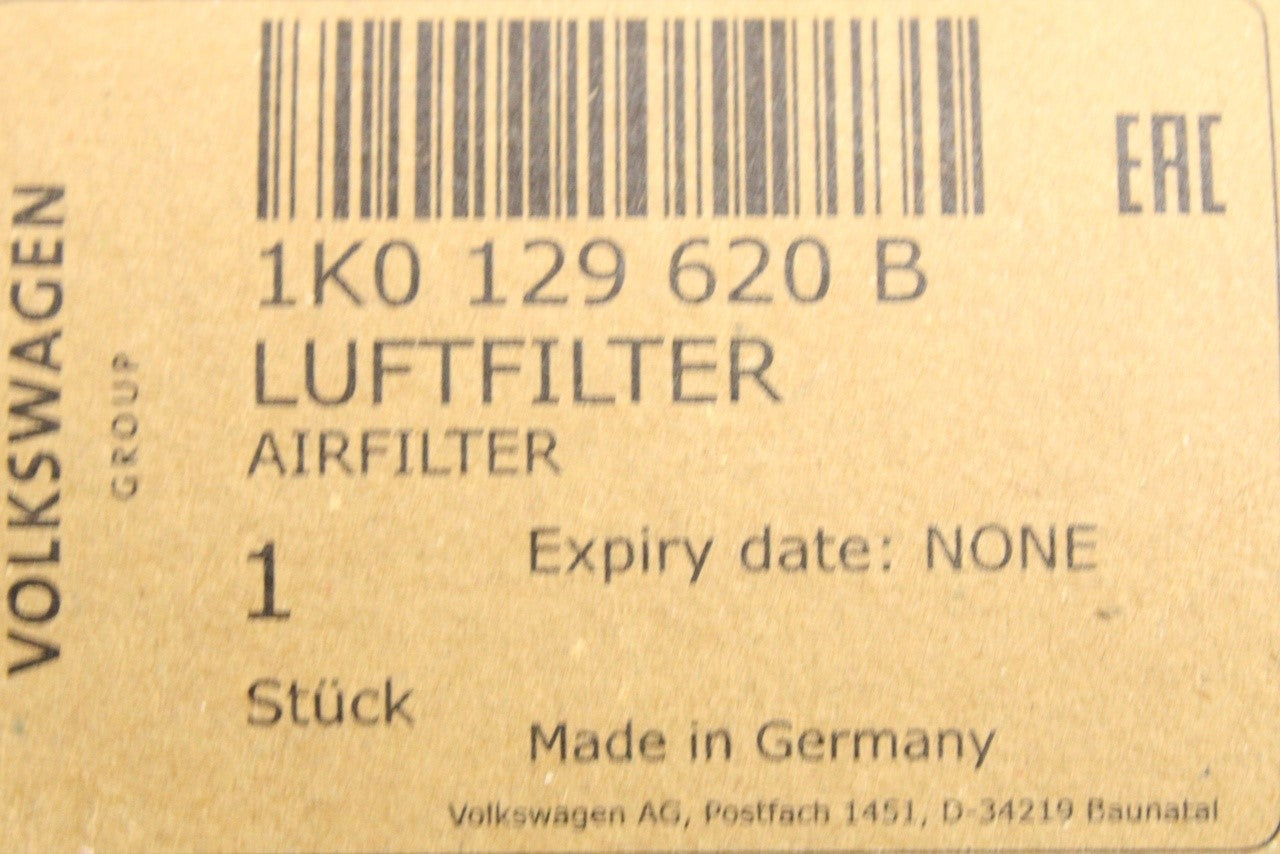 VOLKSWAGEN
GROUP
EAC
1K0 129 620 B
LUFTFILTER
AIRFILTER
1
Expiry date: NONE
Stück
Made in Germany
Volkswagen AG, Postfach 1451, D-34219 Baunatal